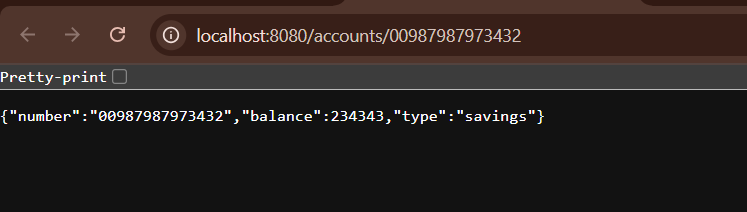 localhost:8080/accounts/00987987973432
Pretty-print
{"number":"00987987973432","balance":234343,"type":"savings"}